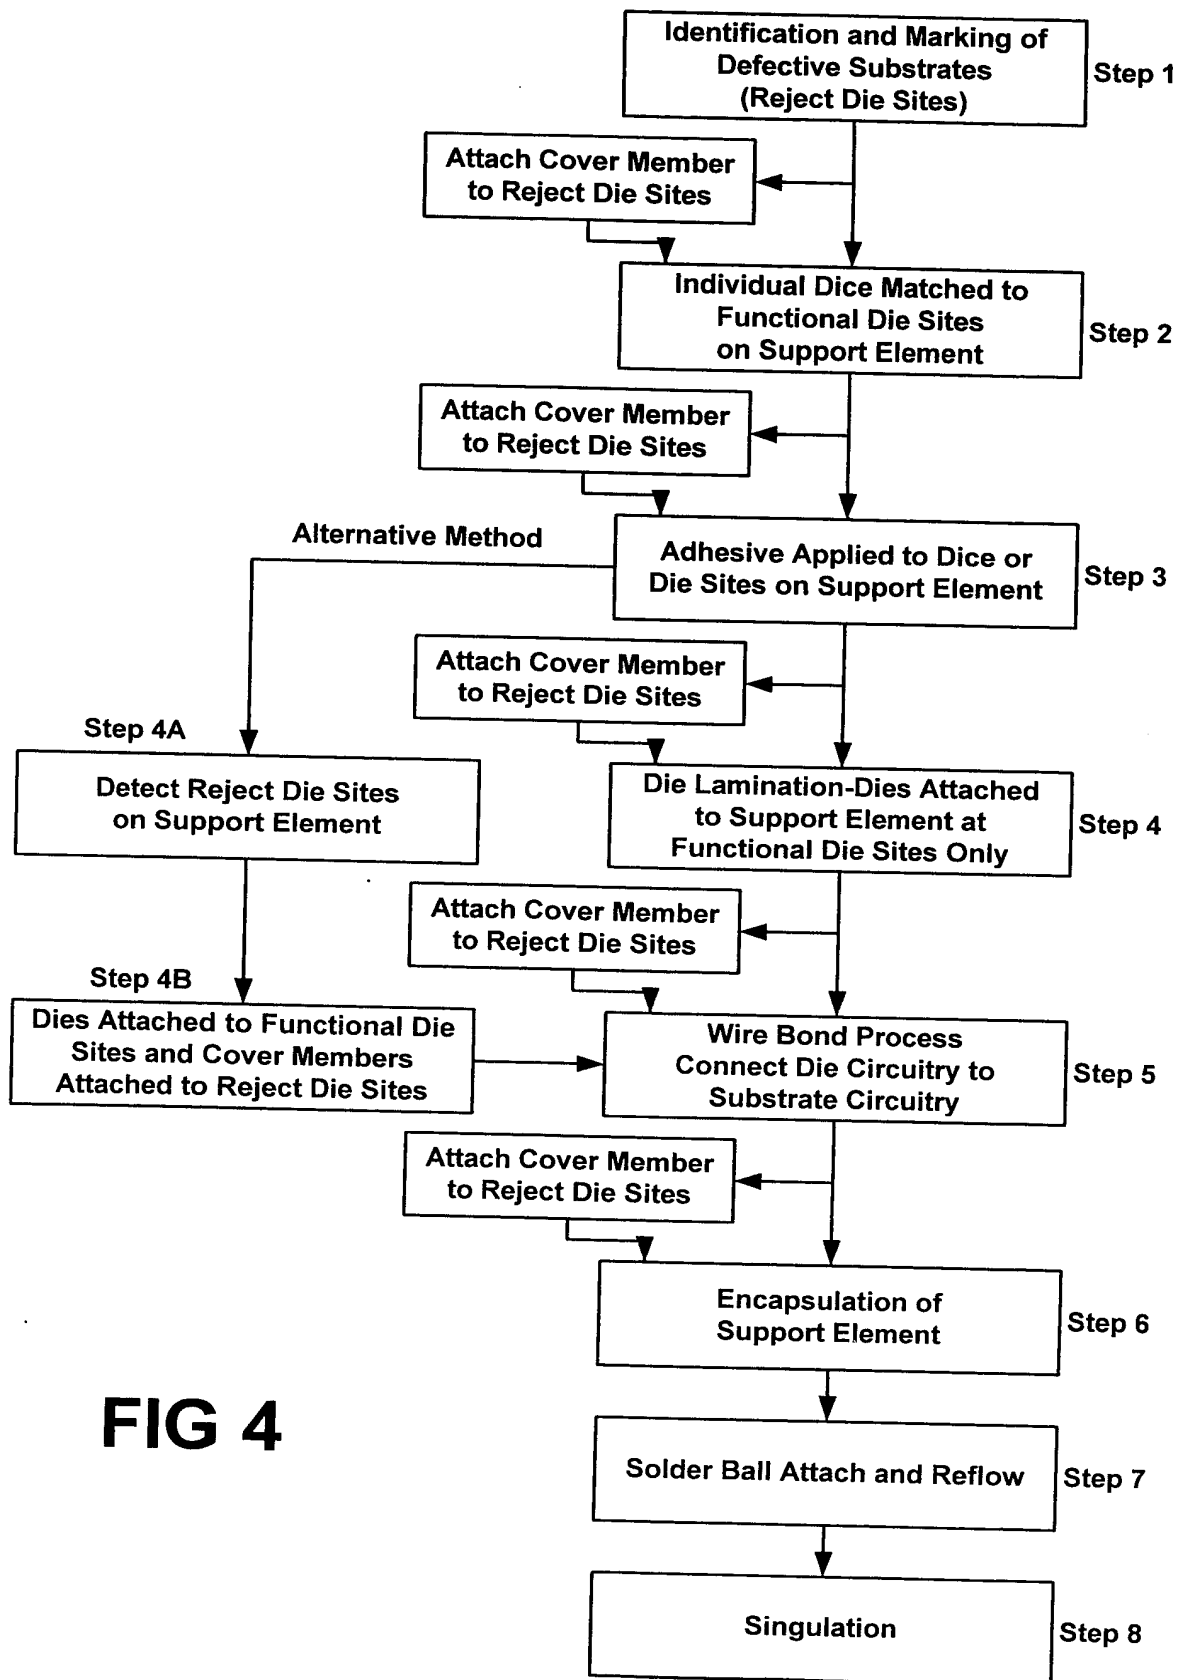 Identification and Marking of
Defective Substrates
(Reject Die Sites)
Step 1
Attach Cover Member
to Reject Die Sites
Individual Dice Matched to
Functional Die Sites
on Support Element
Step 2
Attach Cover Member
to Reject Die Sites
Alternative Method
Adhesive Applied to Dice or
Die Sites on Support Element
Step 3
Attach Cover Member
to Reject Die Sites
Step 4A
Detect Reject Die Sites
on Support Element
Die Lamination-Dies Attached
to Support Element at
Functional Die Sites Only
Step 4
Attach Cover Member
to Reject Die Sites
Step 4B
Dies Attached to Functional Die
Sites and Cover Members
Attached to Reject Die Sites
Wire Bond Process
Connect Die Circuitry to
Substrate Circuitry
Step 5
Attach Cover Member
to Reject Die Sites
Encapsulation of
Support Element
Step 6
FIG 4
Solder Ball Attach and Reflow
Step 7
Singulation
Step 8